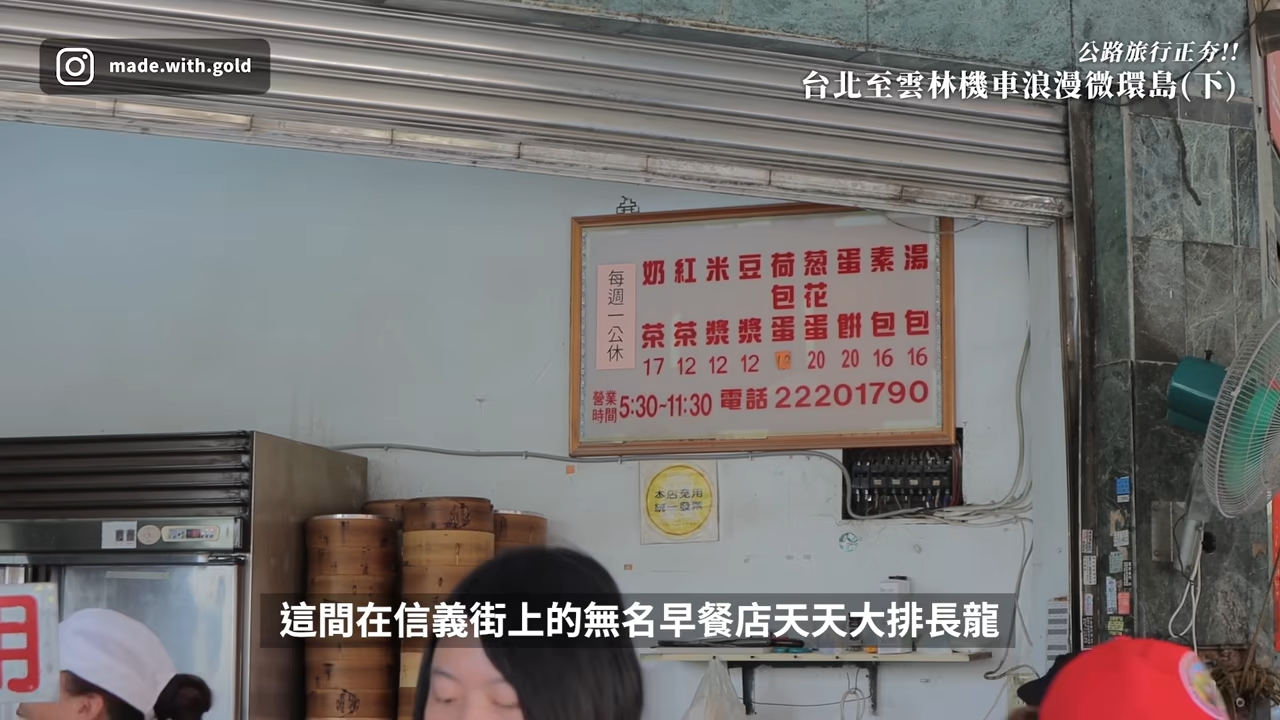 made.with.gold
公路旅行正夯!!
台北至雲林機車浪漫微環島(下)
每週一公休
奶紅米豆荷葱蛋素湯
包花
茶茶漿漿蛋蛋餅包包
17 12 12 12 20 20 16 16
營業時間 5:30~11:30 電話 22201790
本店免用
統一發票
用
這間在信義街上的無名早餐店天天大排長龍